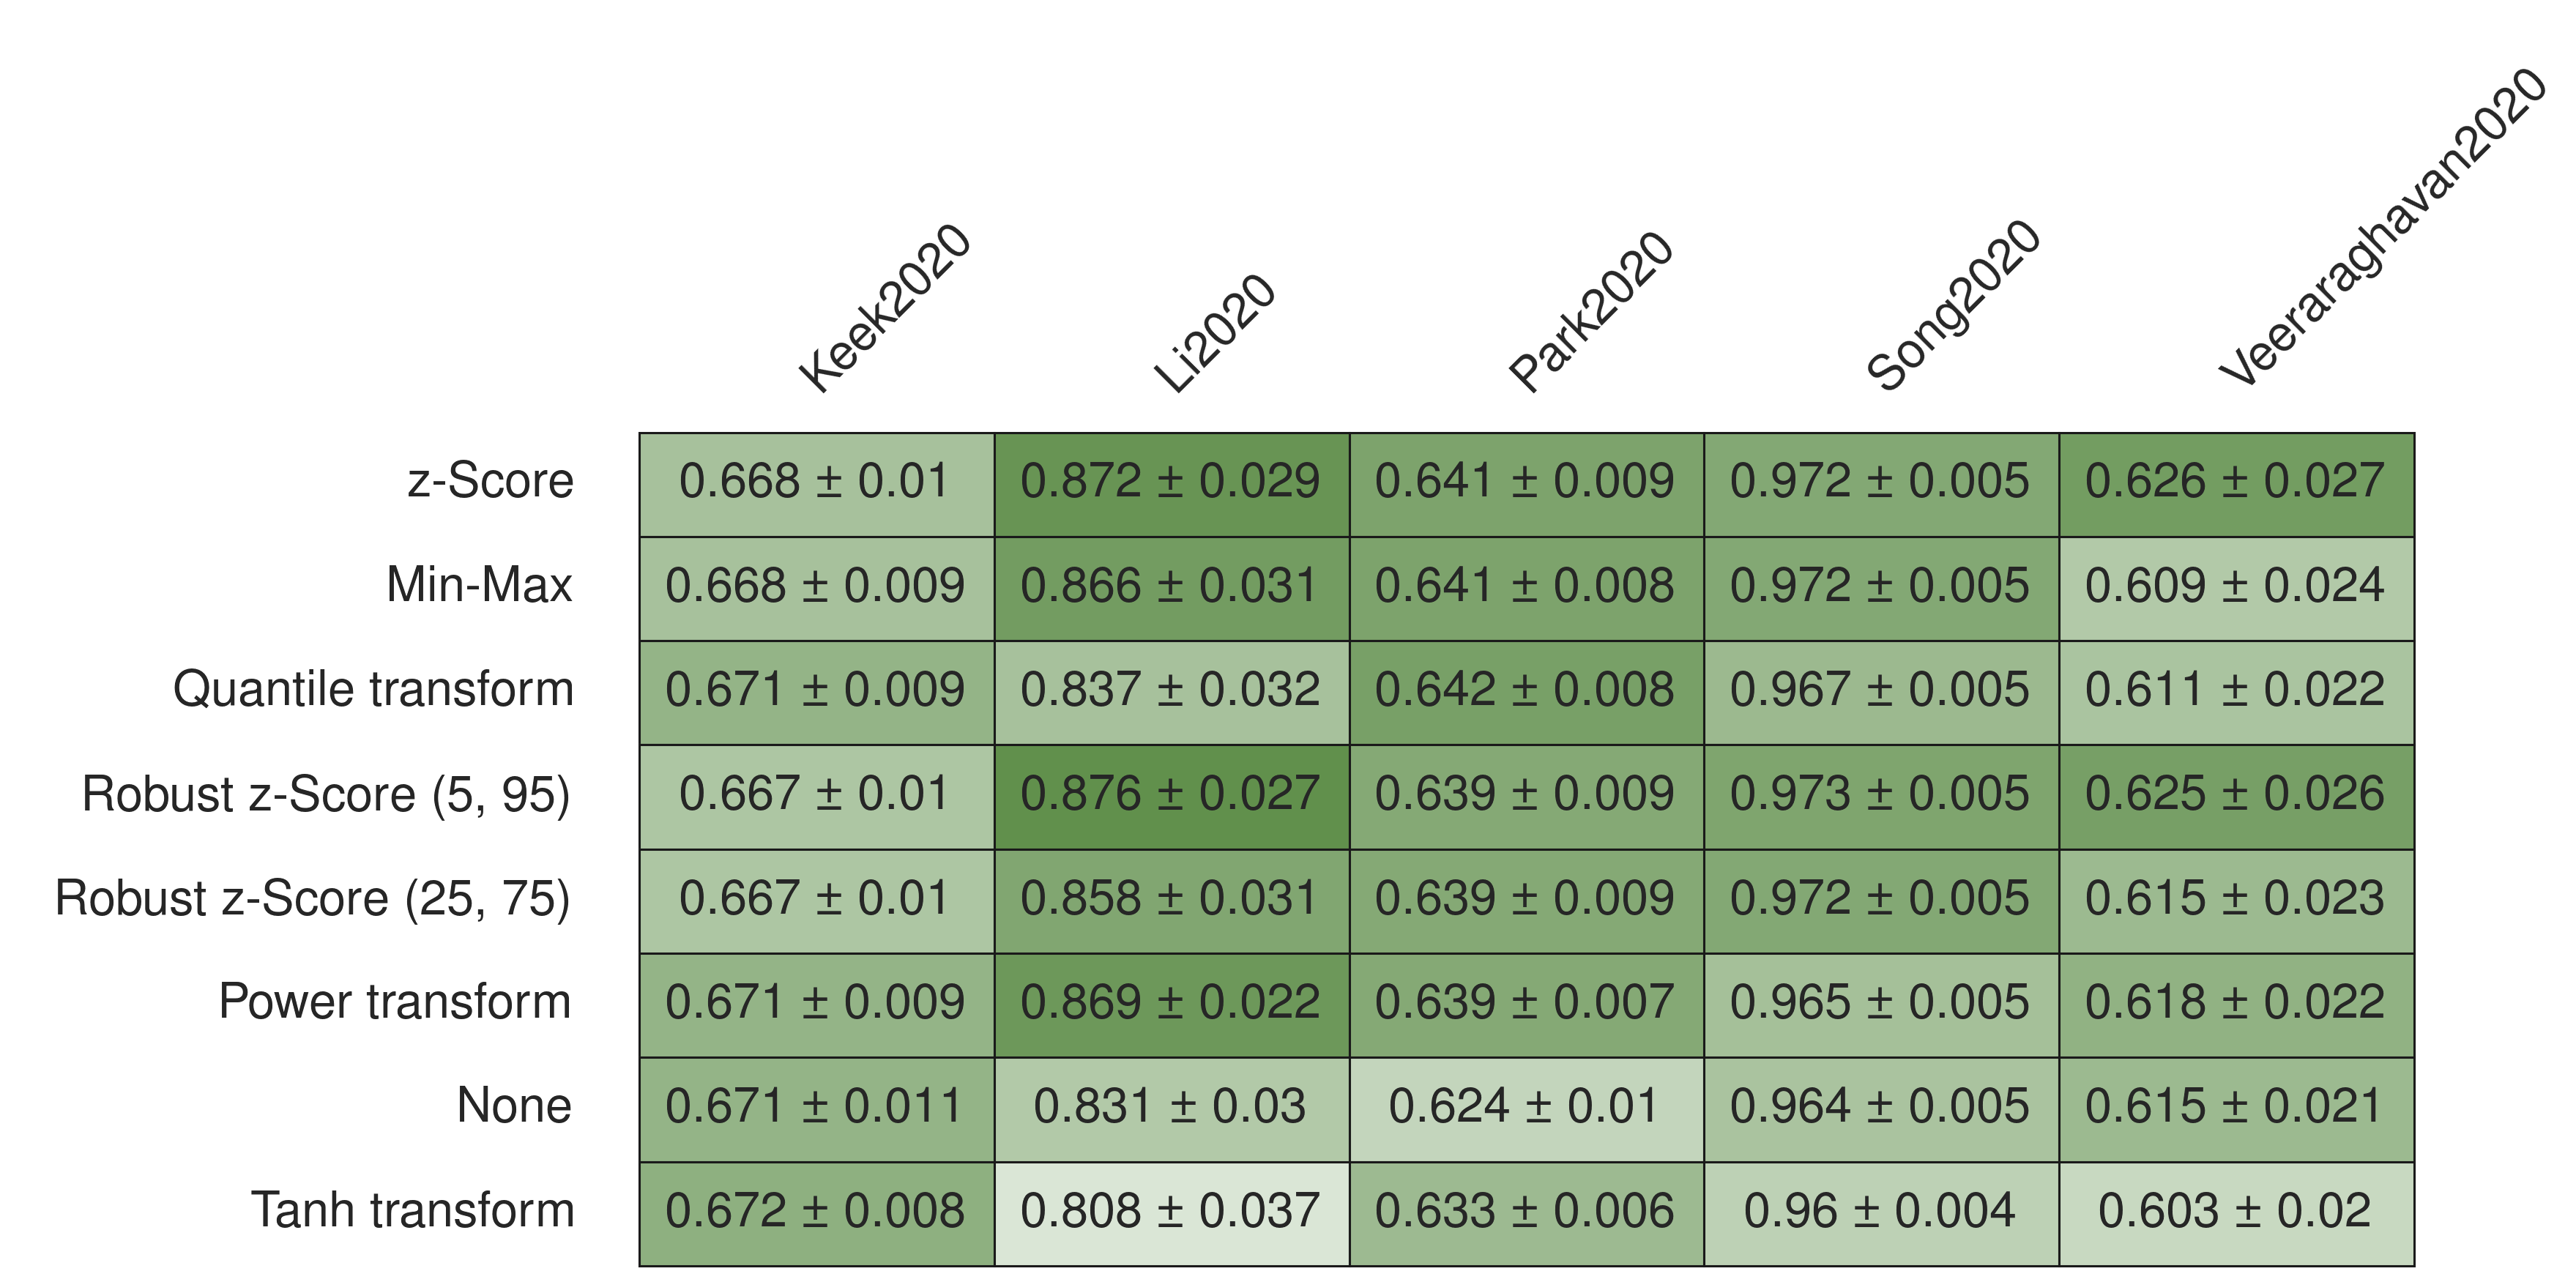 Keek2020 Li2020 Park2020 Song2020 Veeraraghavan2020
z-Score 0.668 ± 0.01 0.872 ± 0.029 0.641 ± 0.009 0.972 ± 0.005 0.626 ± 0.027
Min-Max 0.668 ± 0.009 0.866 ± 0.031 0.641 ± 0.008 0.972 ± 0.005 0.609 ± 0.024
Quantile transform 0.671 ± 0.009 0.837 ± 0.032 0.642 ± 0.008 0.967 ± 0.005 0.611 ± 0.022
Robust z-Score (5, 95) 0.667 ± 0.01 0.876 ± 0.027 0.639 ± 0.009 0.973 ± 0.005 0.625 ± 0.026
Robust z-Score (25, 75) 0.667 ± 0.01 0.858 ± 0.031 0.639 ± 0.009 0.972 ± 0.005 0.615 ± 0.023
Power transform 0.671 ± 0.009 0.869 ± 0.022 0.639 ± 0.007 0.965 ± 0.005 0.618 ± 0.022
None 0.671 ± 0.011 0.831 ± 0.03 0.624 ± 0.01 0.964 ± 0.005 0.615 ± 0.021
Tanh transform 0.672 ± 0.008 0.808 ± 0.037 0.633 ± 0.006 0.96 ± 0.004 0.603 ± 0.02